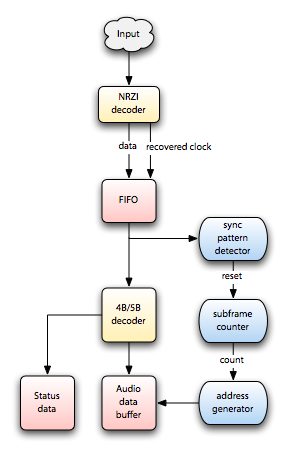 Input
NRZI
decoder
data
recovered clock
FIFO
sync
pattern
detector
reset
4B/5B
decoder
subframe
counter
count
Status
data
Audio
data
buffer
address
generator